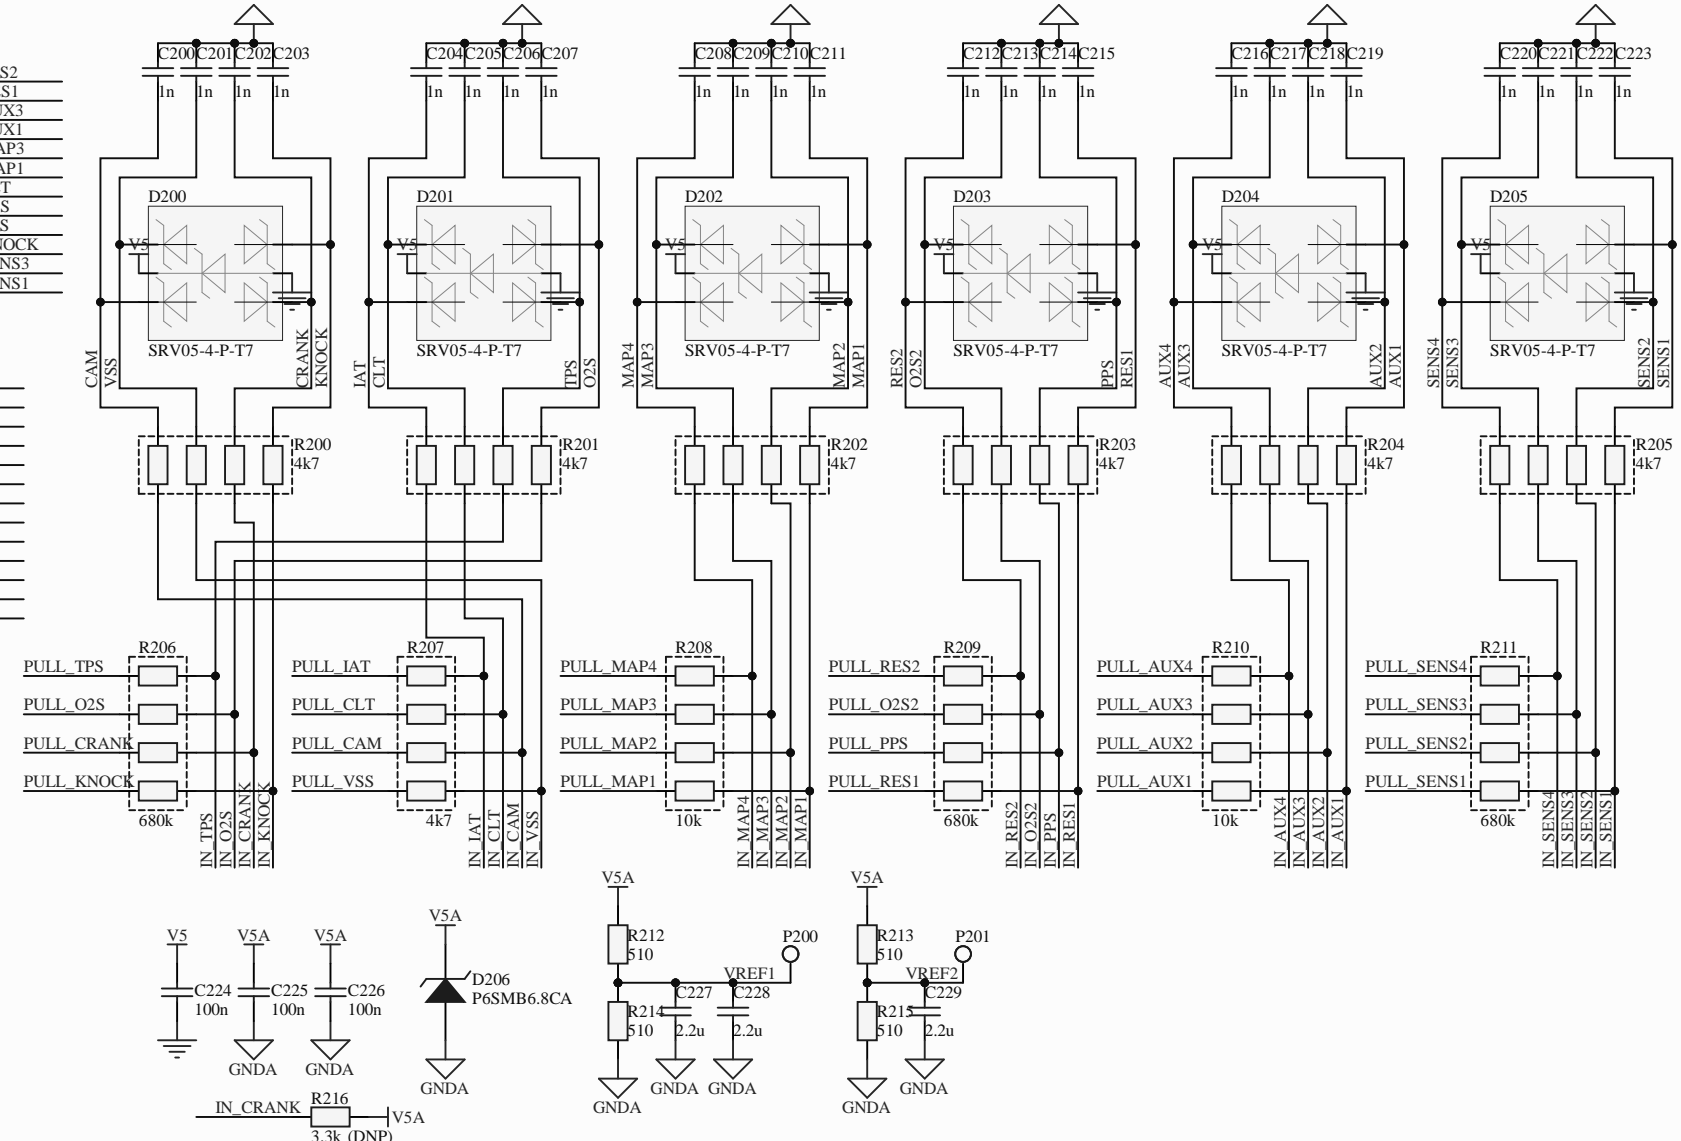 C200 C201 C202 C203 C204 C205 C206 C207 C208 C209 C210 C211 C212 C213 C214 C215 C216 C217 C218 C219 C220 C221 C222 C223
1n 1n 1n 1n 1n 1n 1n 1n 1n 1n 1n 1n 1n 1n 1n 1n 1n 1n 1n 1n 1n 1n 1n 1n
S2
S1
UX3
UX1
AP3
AP1
T
S
S
NOCK
NS3
NS1
D200 D201 D202 D203 D204 D205
V5 V5 V5 V5 V5 V5
SRV05-4-P-T7 SRV05-4-P-T7 SRV05-4-P-T7 SRV05-4-P-T7 SRV05-4-P-T7 SRV05-4-P-T7
CAM VSS CRANK KNOCK IAT CLT TPS O2S MAP4 MAP3 MAP2 MAP1 RES2 O2S2 PPS RES1 AUX4 AUX3 AUX2 AUX1 SENS4 SENS3 SENS2 SENS1
R200 R201 R202 R203 R204 R205
4k7 4k7 4k7 4k7 4k7 4k7
R206 R207 R208 R209 R210 R211
PULL_TPS PULL_IAT PULL_MAP4 PULL_RES2 PULL_AUX4 PULL_SENS4
PULL_O2S PULL_CLT PULL_MAP3 PULL_O2S2 PULL_AUX3 PULL_SENS3
PULL_CRANK PULL_CAM PULL_MAP2 PULL_PPS PULL_AUX2 PULL_SENS2
PULL_KNOCK PULL_VSS PULL_MAP1 PULL_RES1 PULL_AUX1 PULL_SENS1
680k 4k7 10k 680k 10k 680k
IN_TPS IN_O2S IN_CRANK IN_KNOCK IN_IAT IN_CLT IN_CAM IN_VSS IN_MAP4 IN_MAP3 IN_MAP2 IN_MAP1 IN_RES2 IN_O2S2 IN_PPS IN_RES1 IN_AUX4 IN_AUX3 IN_AUX2 IN_AUX1 IN_SENS4 IN_SENS3 IN_SENS2 IN_SENS1
V5
C224
100n
V5A
C225
100n
GNDA
V5A
C226
100n
GNDA
V5A
D206
P6SMB6.8CA
GNDA
V5A
R212
510
P200
VREF1
R214
510
C227
2.2u
C228
2.2u
GNDA
GNDA
GNDA
V5A
R213
510
P201
VREF2
R215
510
C229
2.2u
GNDA
GNDA
IN_CRANK
R216
V5A
3.3k (DNP)